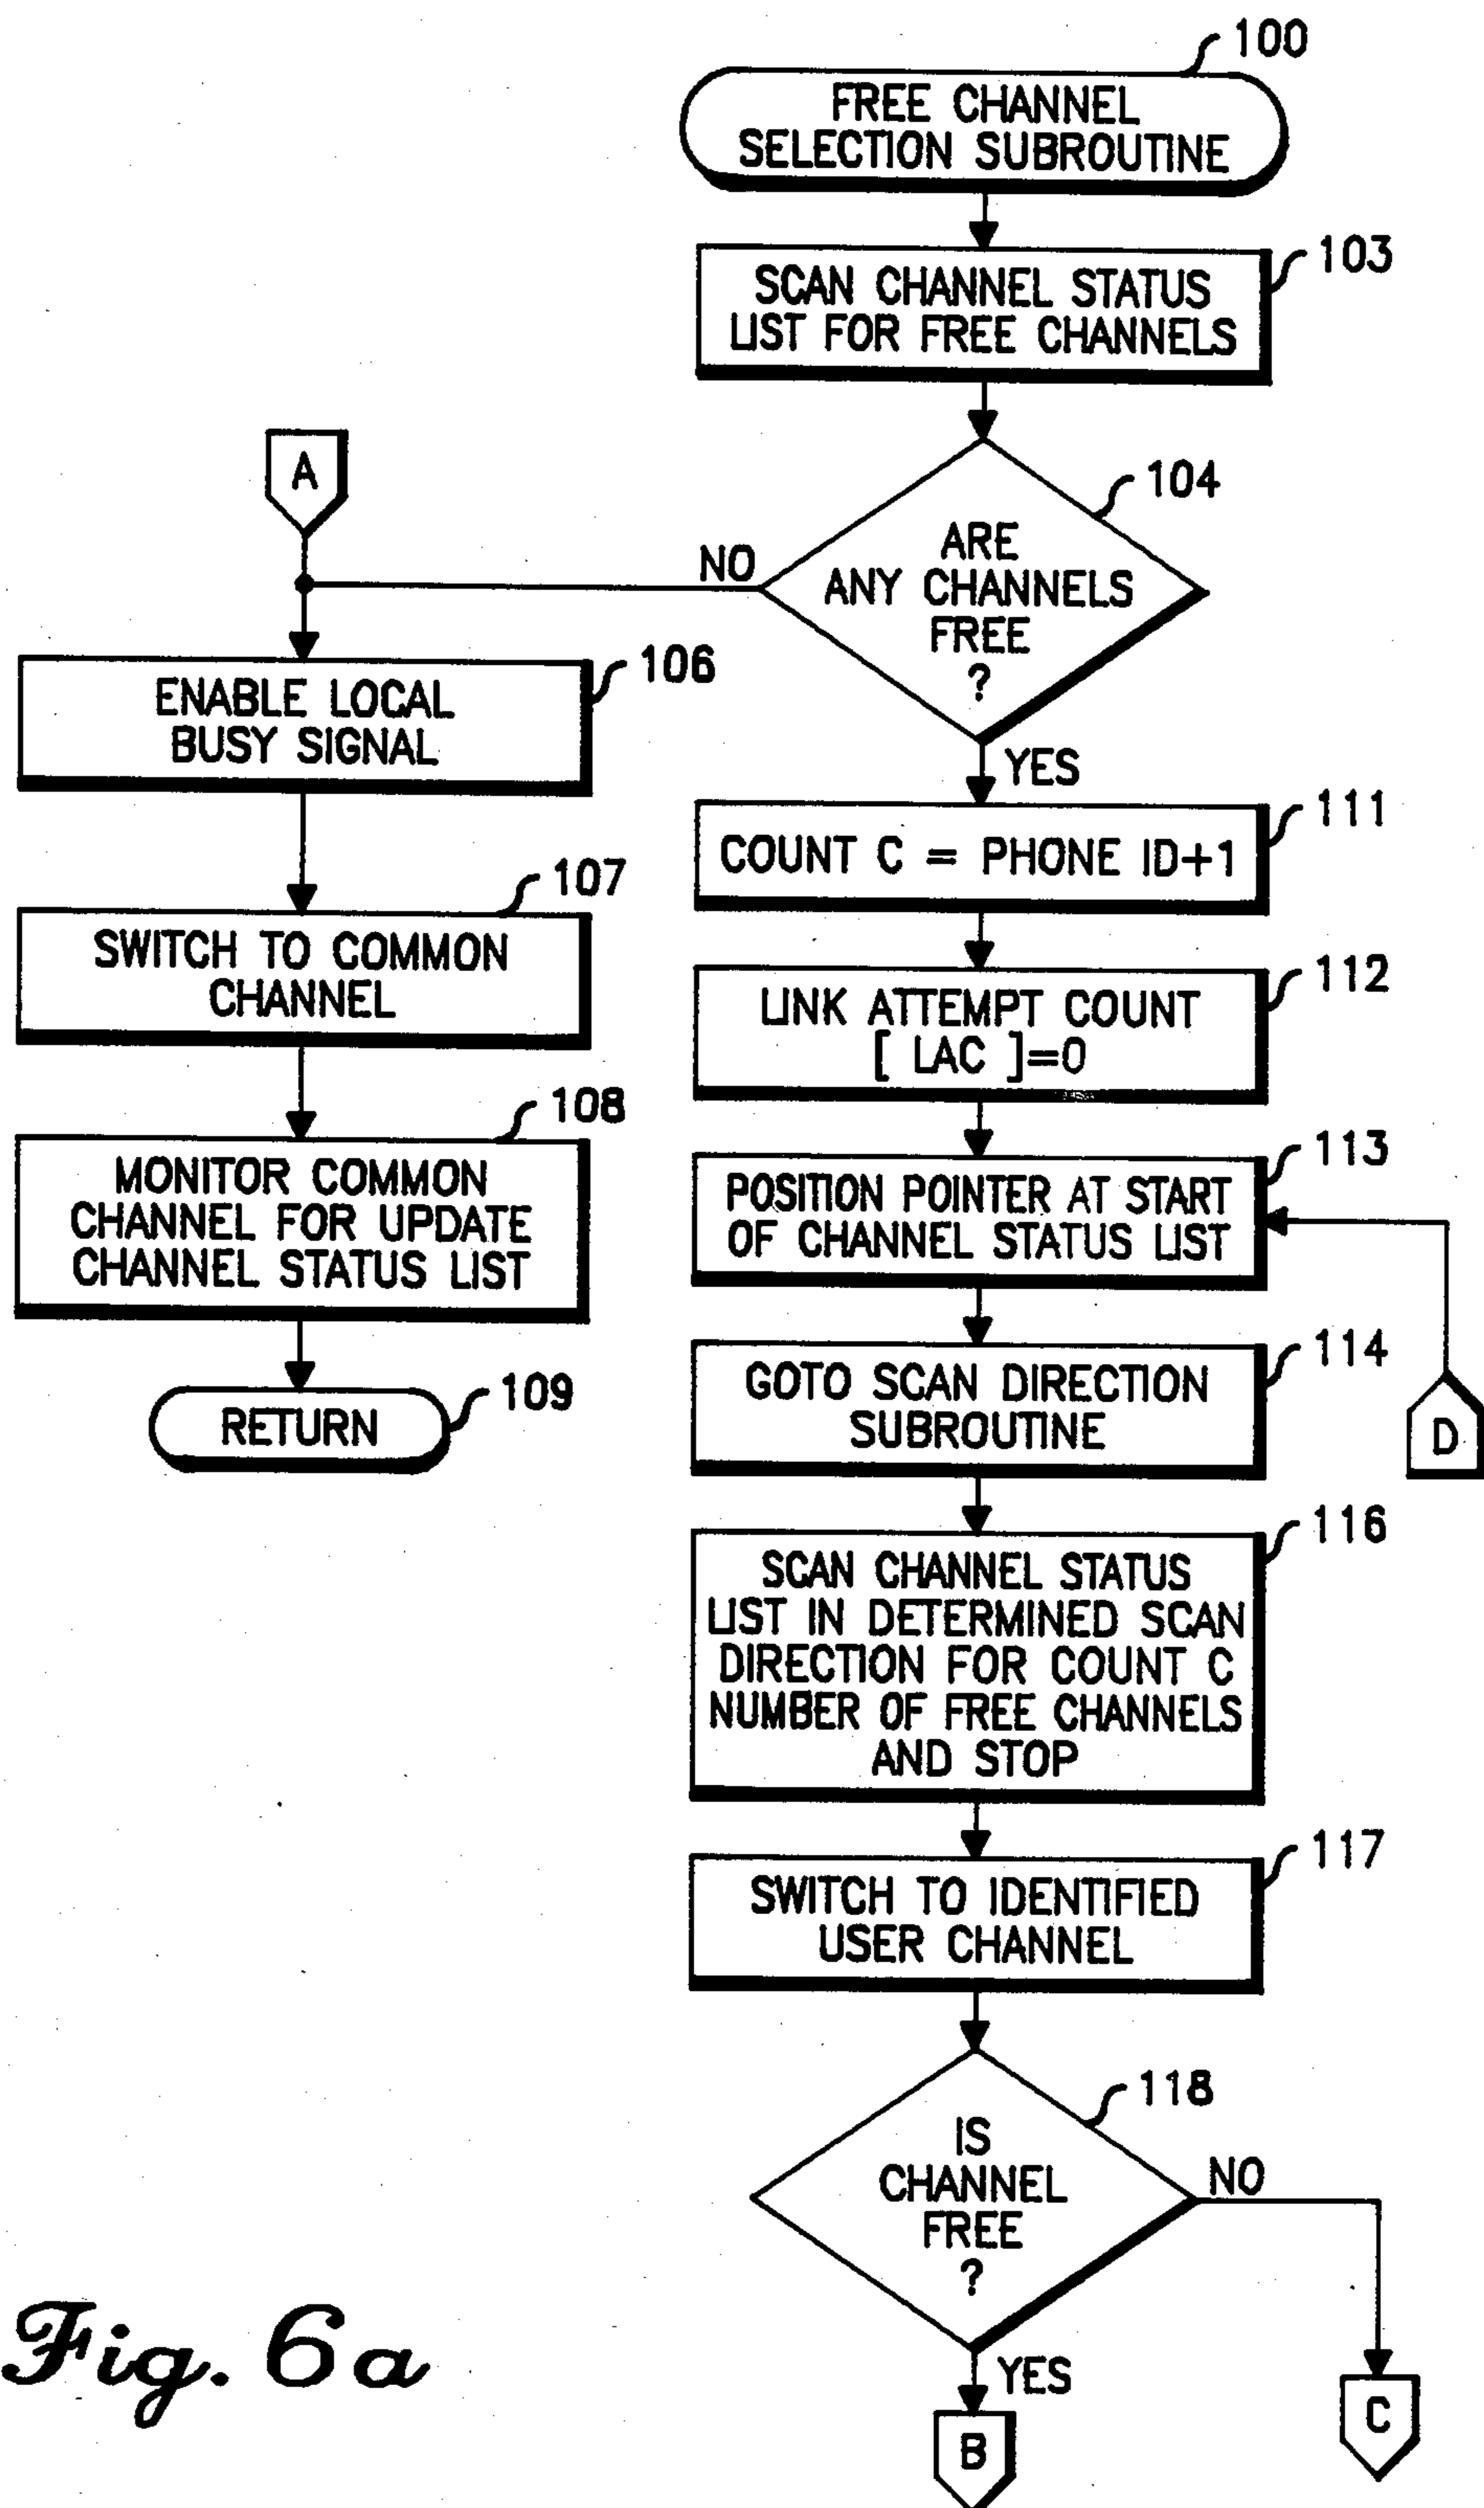 100
FREE CHANNEL
SELECTION SUBROUTINE
103
SCAN CHANNEL STATUS
LIST FOR FREE CHANNELS
A
104
ARE
ANY CHANNELS
FREE
?
NO
YES
106
ENABLE LOCAL
BUSY SIGNAL
107
SWITCH TO COMMON
CHANNEL
108
MONITOR COMMON
CHANNEL FOR UPDATE
CHANNEL STATUS LIST
109
RETURN
111
COUNT C = PHONE ID+1
112
LINK ATTEMPT COUNT
[ LAC ]=0
113
POSITION POINTER AT START
OF CHANNEL STATUS LIST
114
GOTO SCAN DIRECTION
SUBROUTINE
D
116
SCAN CHANNEL STATUS
LIST IN DETERMINED SCAN
DIRECTION FOR COUNT C
NUMBER OF FREE CHANNELS
AND STOP
117
SWITCH TO IDENTIFIED
USER CHANNEL
118
IS
CHANNEL
FREE
?
NO
YES
B
C
Fig. 6a